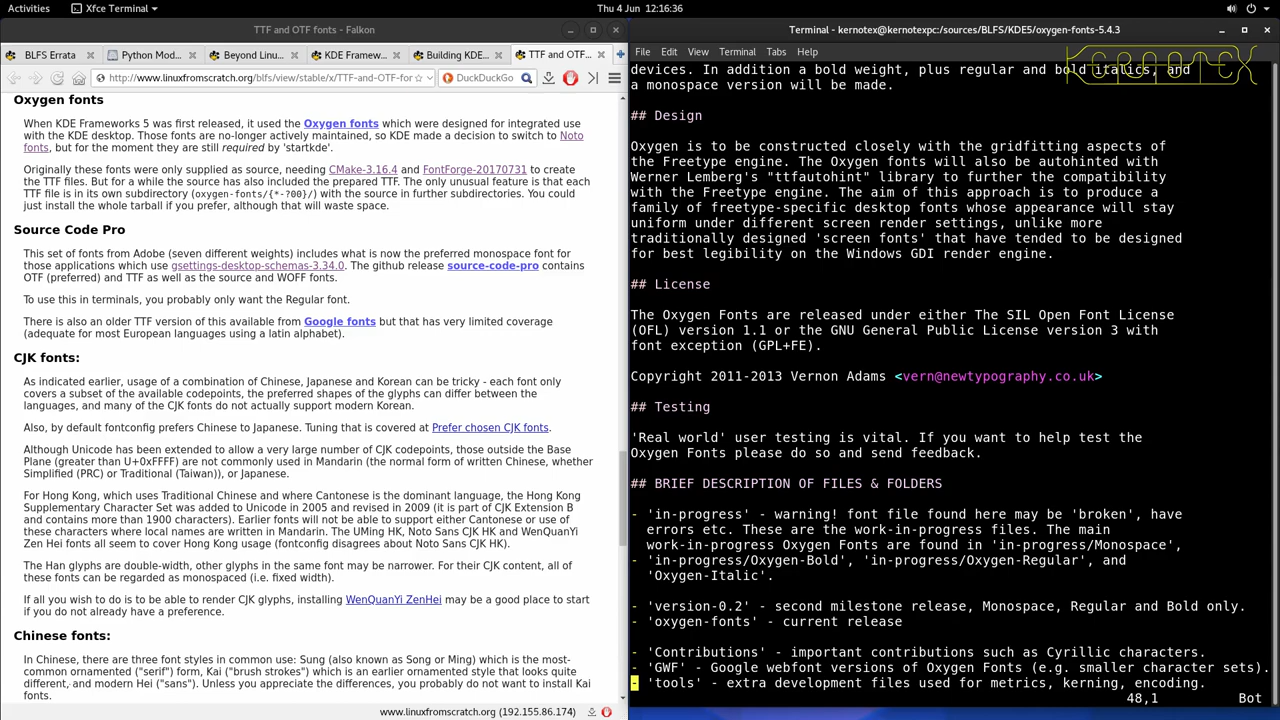 Activities
Xfce Terminal
Thu 4 Jun 12:16:36
TTF and OTF fonts - Falkon
BLFS Errata
Python Mod...
Beyond Linu...
KDE Framew...
Building KDE...
TTF and OTF...
http://www.linuxfromscratch.org/blfs/view/stable/x/TTF-and-OTF-for
DuckDuckGo
Oxygen fonts
When KDE Frameworks 5 was first released, it used the Oxygen fonts which were designed for integrated use
with the KDE desktop. Those fonts are no-longer actively maintained, so KDE made a decision to switch to Noto
fonts, but for the moment they are still required by 'startkde'.
Originally these fonts were only supplied as source, needing CMake-3.16.4 and FontForge-20170731 to create
the TTF files. But for a while the source has also included the prepared TTF. The only unusual feature is that each
TTF file is in its own subdirectory (oxygen-fonts/{*-?00}/) with the source in further subdirectories. You could
just install the whole tarball if you prefer, although that will waste space.
Source Code Pro
This set of fonts from Adobe (seven different weights) includes what is now the preferred monospace font for
those applications which use gsettings-desktop-schemas-3.34.0. The github release source-code-pro contains
OTF (preferred) and TTF as well as the source and WOFF fonts.
To use this in terminals, you probably only want the Regular font.
There is also an older TTF version of this available from Google fonts but that has very limited coverage
(adequate for most European languages using a latin alphabet).
CJK fonts:
As indicated earlier, usage of a combination of Chinese, Japanese and Korean can be tricky - each font only
covers a subset of the available codepoints, the preferred shapes of the glyphs can differ between the
languages, and many of the CJK fonts do not actually support modern Korean.
Also, by default fontconfig prefers Chinese to Japanese. Tuning that is covered at Prefer chosen CJK fonts.
Although Unicode has been extended to allow a very large number of CJK codepoints, those outside the Base
Plane (greater than U+0xFFFF) are not commonly used in Mandarin (the normal form of written Chinese, whether
Simplified (PRC) or Traditional (Taiwan)), or Japanese.
For Hong Kong, which uses Traditional Chinese and where Cantonese is the dominant language, the Hong Kong
Supplementary Character Set was added to Unicode in 2005 and revised in 2009 (it is part of CJK Extension B
and contains more than 1900 characters). Earlier fonts will not be able to support either Cantonese or use of
these characters where local names are written in Mandarin. The UMing HK, Noto Sans CJK HK and WenQuanYi
Zen Hei fonts all seem to cover Hong Kong usage (fontconfig disagrees about Noto Sans CJK HK).
The Han glyphs are double-width, other glyphs in the same font may be narrower. For their CJK content, all of
these fonts can be regarded as monospaced (i.e. fixed width).
If all you wish to do is to be able to render CJK glyphs, installing WenQuanYi ZenHei may be a good place to start
if you do not already have a preference.
Chinese fonts:
In Chinese, there are three font styles in common use: Sung (also known as Song or Ming) which is the most-
common ornamented ("serif") form, Kai ("brush strokes") which is an earlier ornamented style that looks quite
different, and modern Hei ("sans"). Unless you appreciate the differences, you probably do not want to install Kai
fonts.
www.linuxfromscratch.org (192.155.86.174)
Terminal - kernotex@kernotexpc:/sources/BLFS/KDE5/oxygen-fonts-5.4.3
File Edit View Terminal Tabs Help
KERNOTEX
devices. In addition a bold weight, plus regular and bold italics, and
a monospace version will be made.
## Design
Oxygen is to be constructed closely with the gridfitting aspects of
the Freetype engine. The Oxygen fonts will also be autohinted with
Werner Lemberg's "ttfautohint" library to further the compatibility
with the Freetype engine. The aim of this approach is to produce a
family of freetype-specific desktop fonts whose appearance will stay
uniform under different screen render settings, unlike more
traditionally designed 'screen fonts' that have tended to be designed
for best legibility on the Windows GDI render engine.
## License
The Oxygen Fonts are released under either The SIL Open Font License
(OFL) version 1.1 or the GNU General Public License version 3 with
font exception (GPL+FE).
Copyright 2011-2013 Vernon Adams <vern@newtypography.co.uk>
## Testing
'Real world' user testing is vital. If you want to help test the
Oxygen Fonts please do so and send feedback.
## BRIEF DESCRIPTION OF FILES & FOLDERS
- 'in-progress' - warning! font file found here may be 'broken', have
errors etc. These are the work-in-progress files. The main
work-in-progress Oxygen Fonts are found in 'in-progress/Monospace',
- 'in-progress/Oxygen-Bold', 'in-progress/Oxygen-Regular', and
'Oxygen-Italic'.
- 'version-0.2' - second milestone release, Monospace, Regular and Bold only.
- 'oxygen-fonts' - current release
- 'Contributions' - important contributions such as Cyrillic characters.
- 'GWF' - Google webfont versions of Oxygen Fonts (e.g. smaller character sets).
- 'tools' - extra development files used for metrics, kerning, encoding.
48,1
Bot